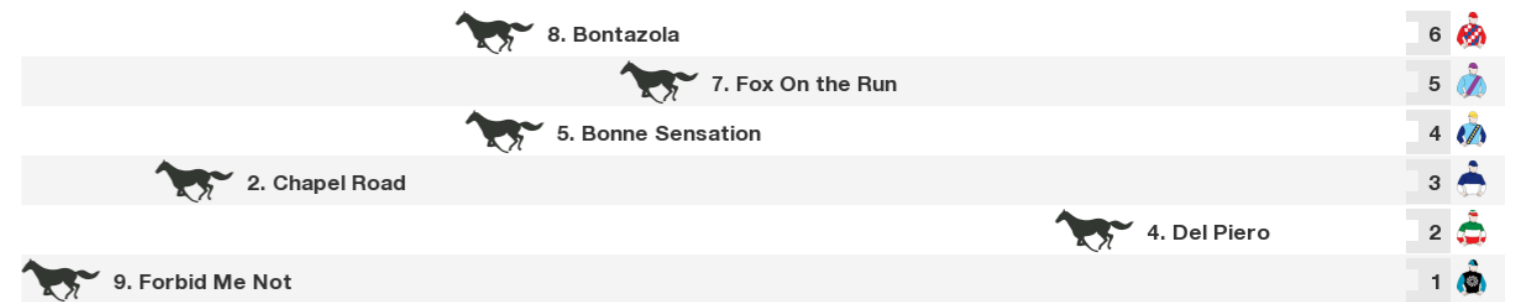 8. Bontazola 6
7. Fox On the Run 5
5. Bonne Sensation 4
2. Chapel Road 3
4. Del Piero 2
9. Forbid Me Not 1